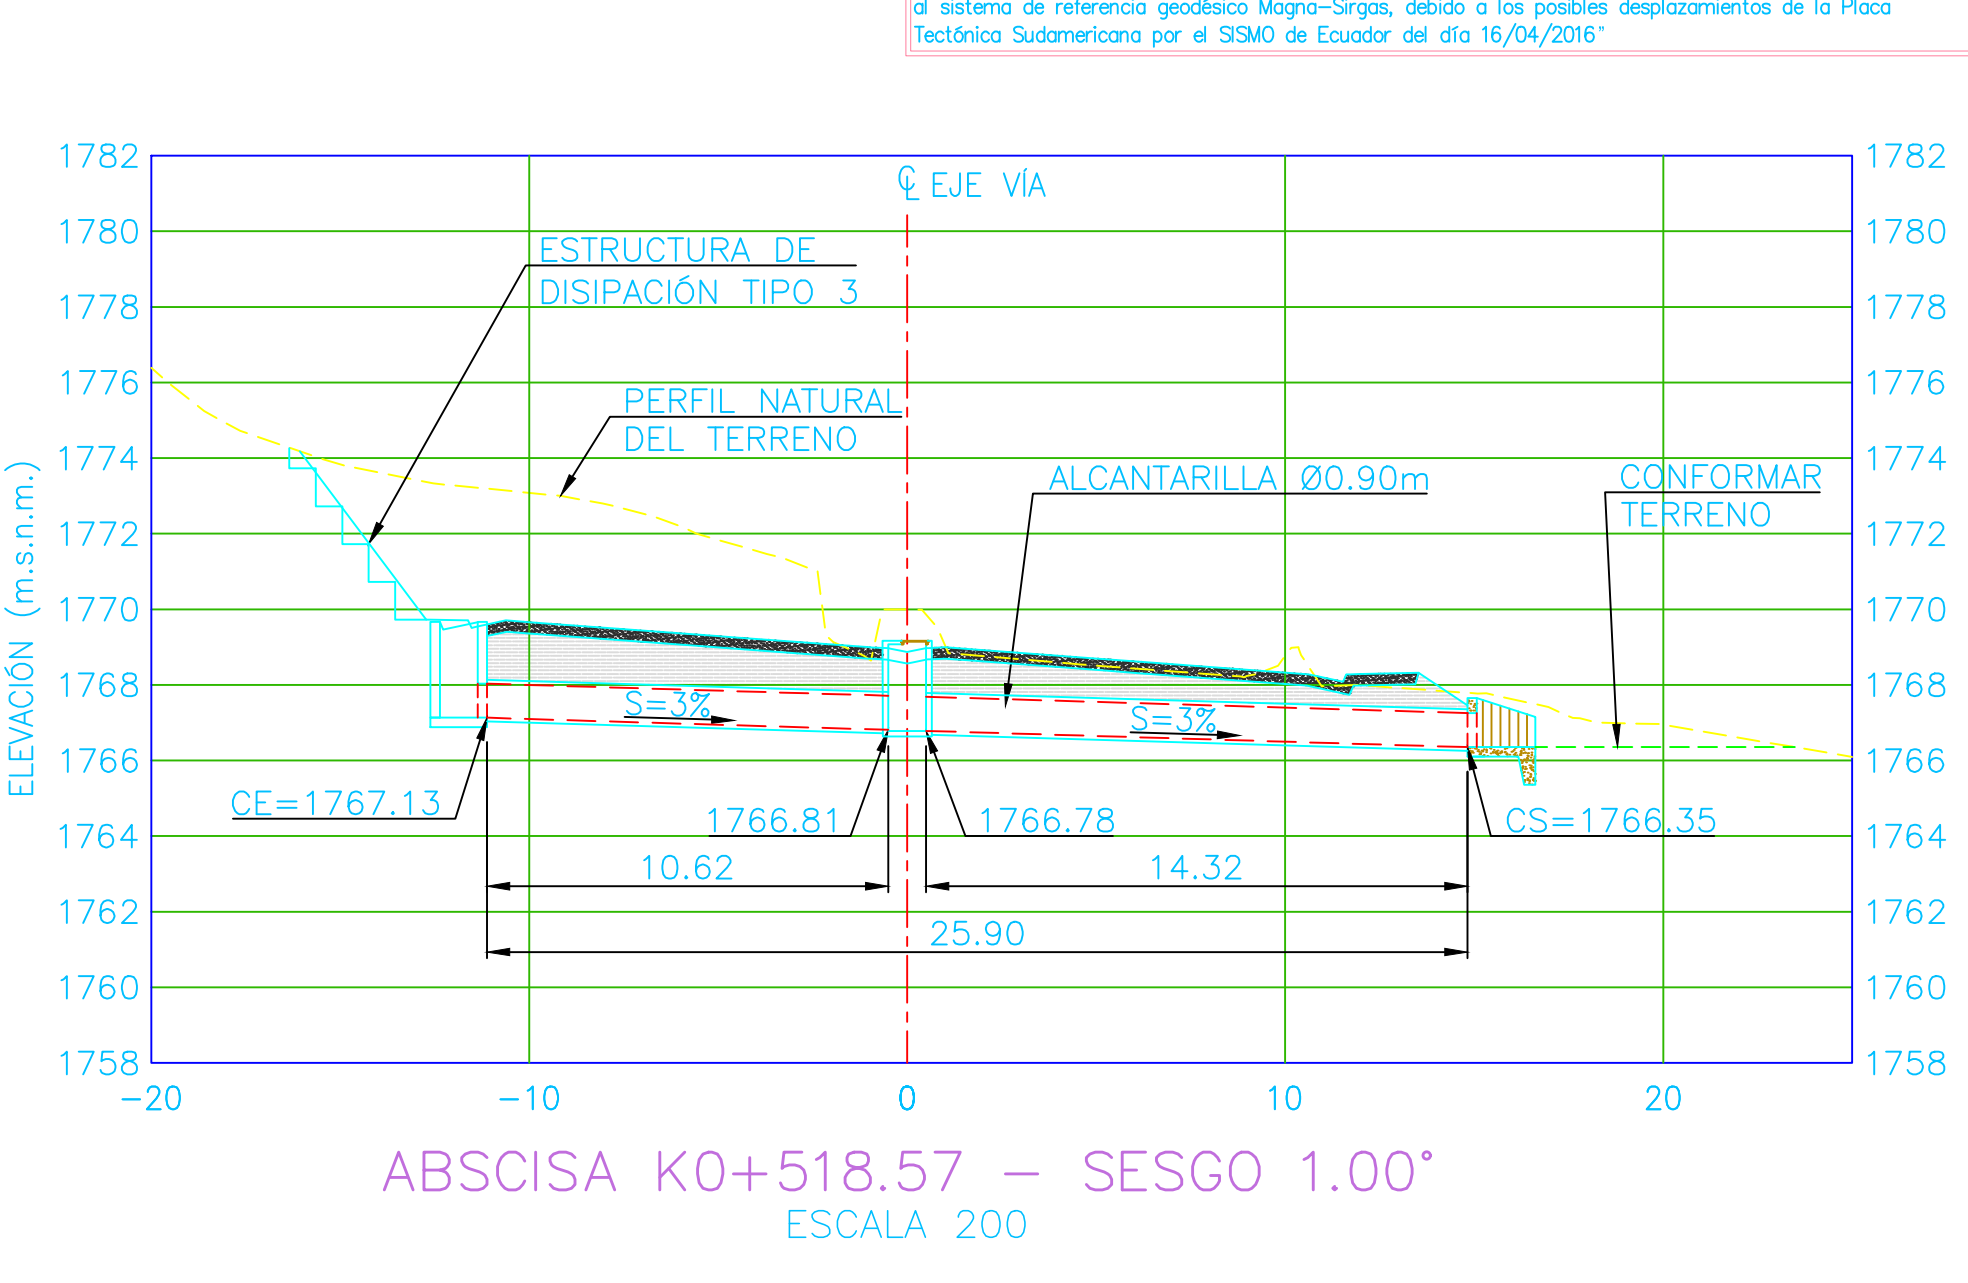 al sistema de referencia geodésico Magna-Sirgas, debido a los posibles desplazamientos de la Placa
Tectónica Sudamericana por el SISMO de Ecuador del día 16/04/2016"
1782
1782
℄ EJE VÍA
1780
1780
ESTRUCTURA DE
DISIPACIÓN TIPO 3
1778
1778
1776
1776
PERFIL NATURAL
DEL TERRENO
1774
1774
ALCANTARILLA Ø0.90m
CONFORMAR
TERRENO
1772
1772
ELEVACIÓN (m.s.n.m.)
1770
1770
1768
1768
S=3%
S=3%
1766
1766
CE=1767.13
1766.81
1766.78
CS=1766.35
1764
1764
10.62
14.32
1762
1762
25.90
1760
1760
1758
1758
-20
-10
0
10
20
ABSCISA K0+518.57 - SESGO 1.00°
ESCALA 200